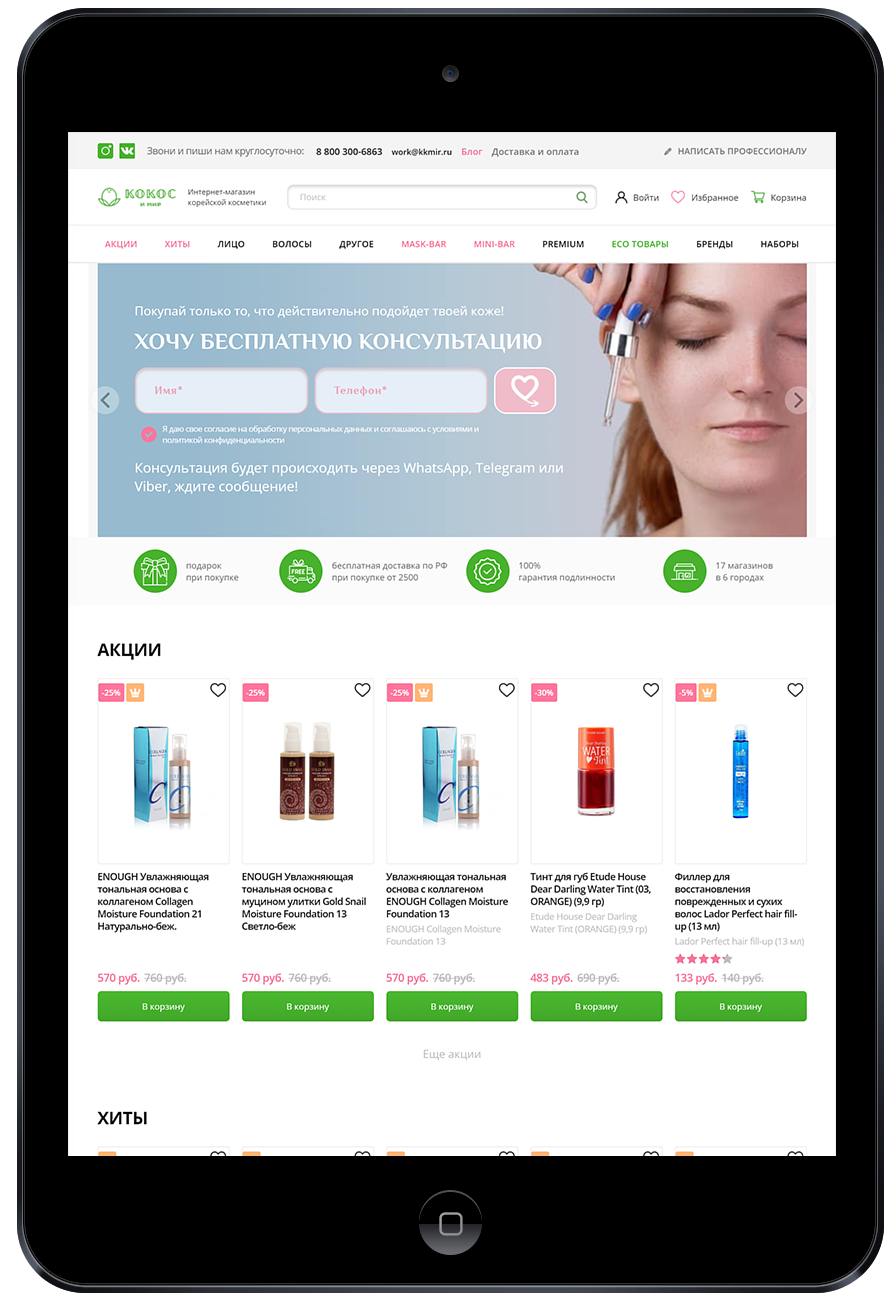 Звони и пиши нам круглосуточно: 8 800 300-6863 work@kkmir.ru Блог Доставка и оплата НАПИСАТЬ ПРОФЕССИОНАЛУ
КОКОС
И МИР
Интернет-магазин
корейской косметики
Поиск
Войти Избранное Корзина
АКЦИИ ХИТЫ ЛИЦО ВОЛОСЫ ДРУГОЕ MASK-BAR MINI-BAR PREMIUM ECO ТОВАРЫ БРЕНДЫ НАБОРЫ
Покупай только то, что действительно подойдет твоей коже!
ХОЧУ БЕСПЛАТНУЮ КОНСУЛЬТАЦИЮ
Имя* Телефон*
Я даю свое согласие на обработку персональных данных и соглашаюсь с условиями и
политикой конфиденциальности
Консультация будет происходить через WhatsApp, Telegram или
Viber, ждите сообщение!
подарок
при покупке
FREE
бесплатная доставка по РФ
при покупке от 2500
100%
гарантия подлинности
17 магазинов
в 6 городах
АКЦИИ
-25% -25% -25% -30% -5%
Dear Darling
WATER
Tint
ENOUGH Увлажняющая
тональная основа с
коллагеном Collagen
Moisture Foundation 21
Натурально-беж.
570 руб. 760 руб.
В корзину
ENOUGH Увлажняющая
тональная основа с
муцином улитки Gold Snail
Moisture Foundation 13
Светло-беж
570 руб. 760 руб.
В корзину
Увлажняющая тональная
основа с коллагеном
ENOUGH Collagen Moisture
Foundation 13
ENOUGH Collagen Moisture
Foundation 13
570 руб. 760 руб.
В корзину
Тинт для губ Etude House
Dear Darling Water Tint (03,
ORANGE) (9,9 гр)
Etude House Dear Darling
Water Tint (ORANGE) (9,9 гр)
483 руб. 690 руб.
В корзину
Филлер для
восстановления
поврежденных и сухих
волос Lador Perfect hair fill-
up (13 мл)
Lador Perfect hair fill-up (13 мл)
133 руб. 140 руб.
В корзину
Еще акции
ХИТЫ